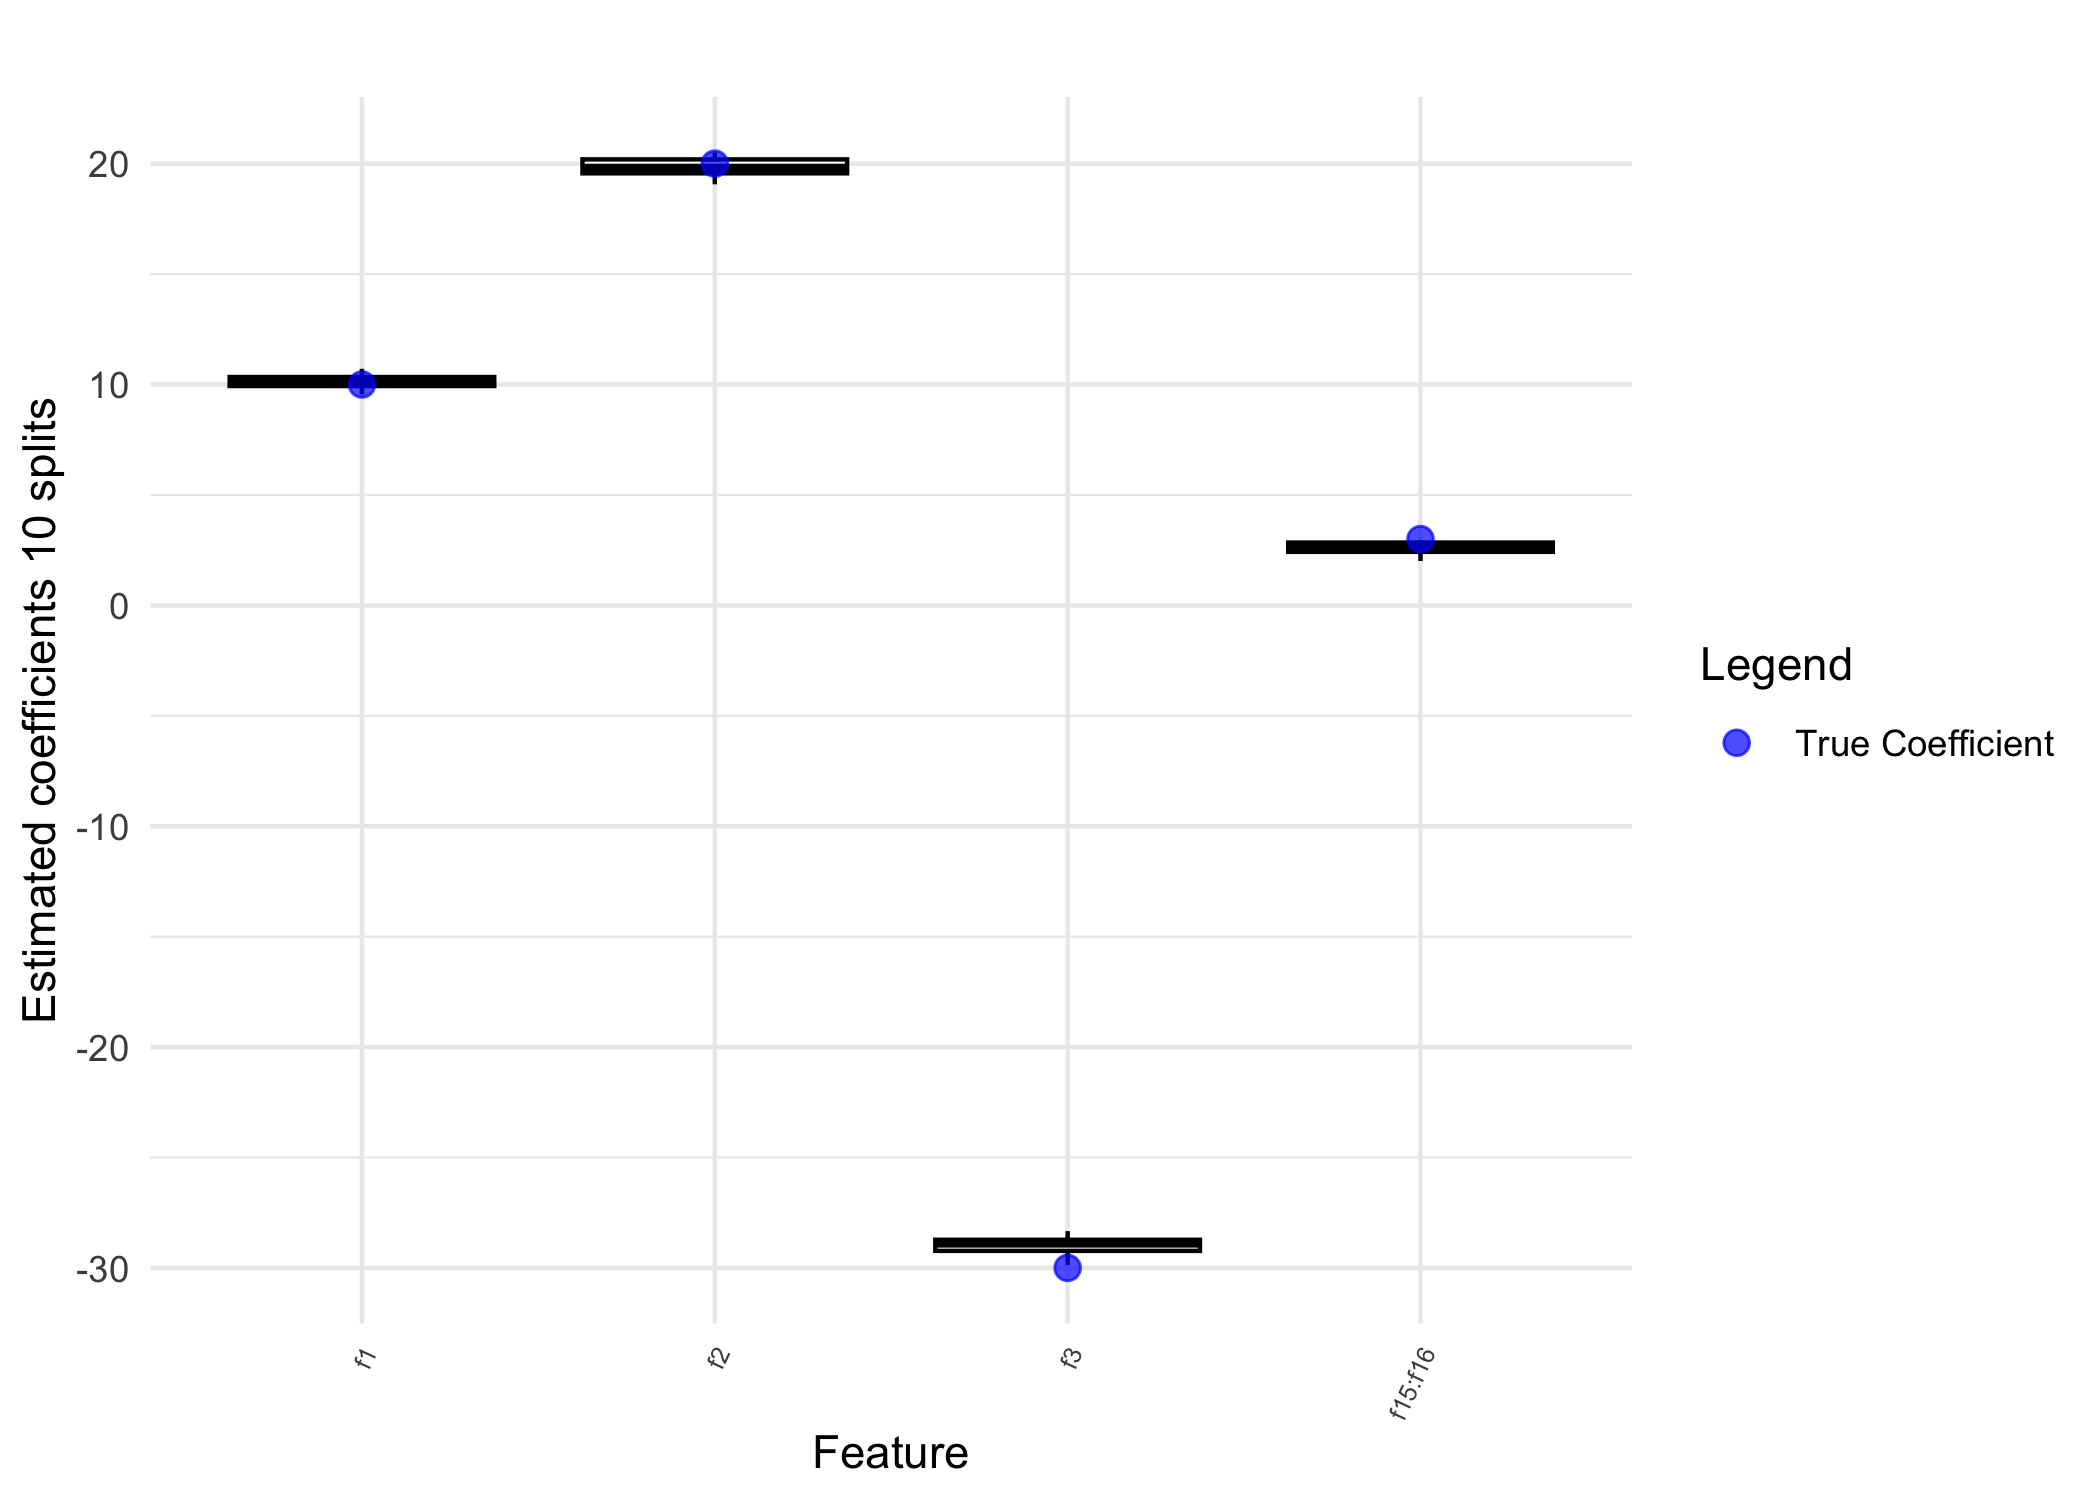 20
10
0
-10
-20
-30
Estimated coefficients 10 splits
f1
f2
f3
f15:f16
Feature
Legend
True Coefficient